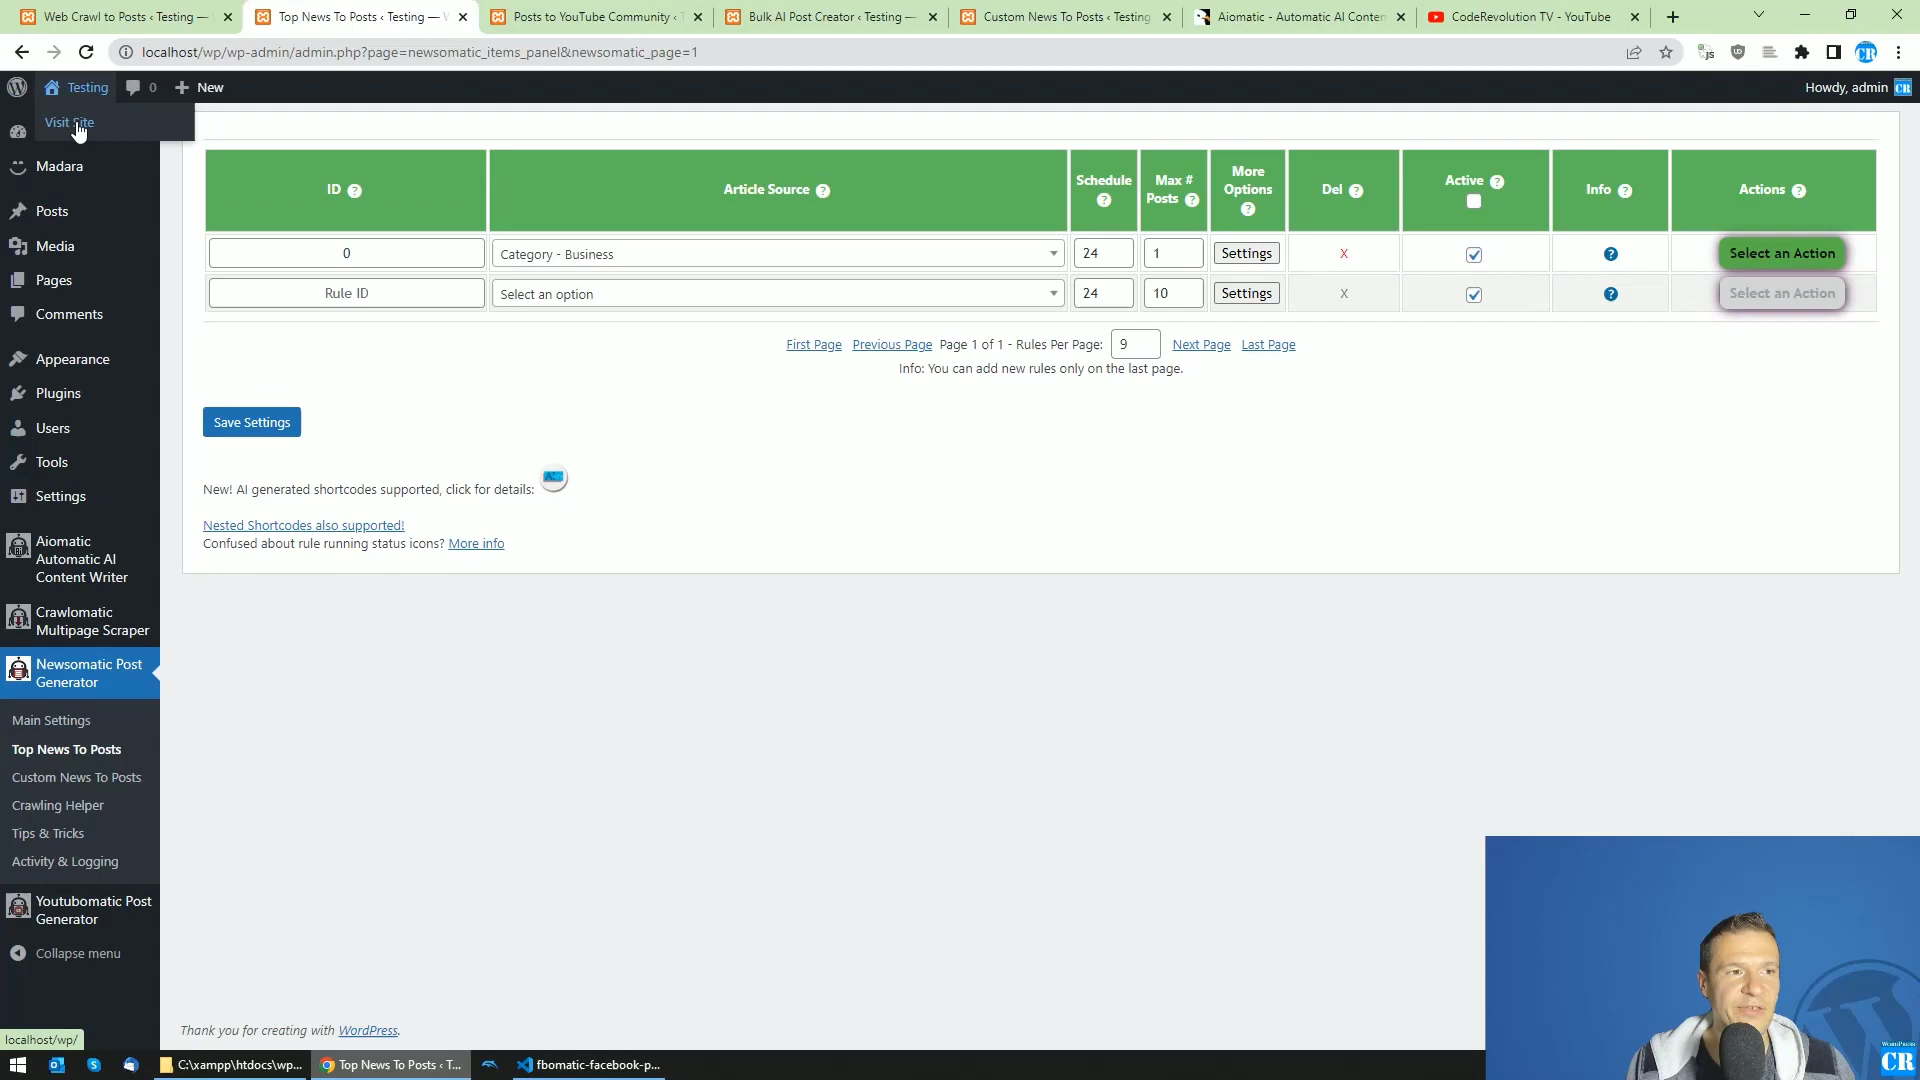 Web Crawl to Posts ‹ Testing —
Top News To Posts ‹ Testing —
Posts to YouTube Community ‹
Bulk AI Post Creator ‹ Testing —
Custom News To Posts ‹ Testing
Aiomatic - Automatic AI Conten
CodeRevolution TV - YouTube
localhost/wp/wp-admin/admin.php?page=newsomatic_items_panel&newsomatic_page=1
Testing
0
New
Howdy, admin
Visit Site
Madara
Posts
Media
Pages
Comments
Appearance
Plugins
Users
Tools
Settings
Aiomatic
Automatic AI
Content Writer
Crawlomatic
Multipage Scraper
Newsomatic Post
Generator
Main Settings
Top News To Posts
Custom News To Posts
Crawling Helper
Tips & Tricks
Activity & Logging
Youtubomatic Post
Generator
Collapse menu
ID
Article Source
Schedule
Max #
Posts
More
Options
Del
Active
Info
Actions
0
Category - Business
24
1
Settings
X
Select an Action
Rule ID
Select an option
24
10
Settings
X
Select an Action
First Page Previous Page Page 1 of 1 - Rules Per Page: 9 Next Page Last Page
Info: You can add new rules only on the last page.
Save Settings
New! AI generated shortcodes supported, click for details:
Nested Shortcodes also supported!
Confused about rule running status icons? More info
Thank you for creating with WordPress.
localhost/wp/
C:\xampp\htdocs\wp...
Top News To Posts ‹ T...
fbomatic-facebook-p...
WORDPRESS
CR